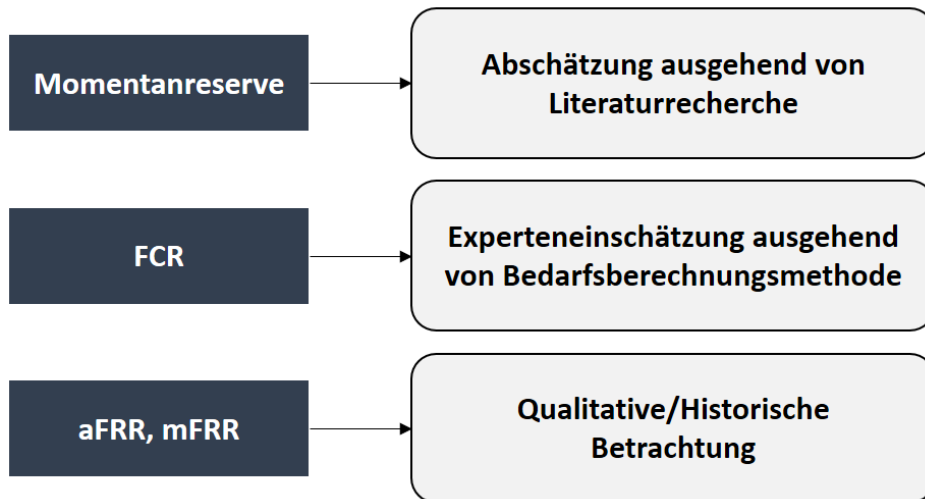 Momentanreserve
Abschätzung ausgehend von
Literaturrecherche
FCR
Experteneinschätzung ausgehend
von Bedarfsberechnungsmethode
aFRR, mFRR
Qualitative/Historische
Betrachtung